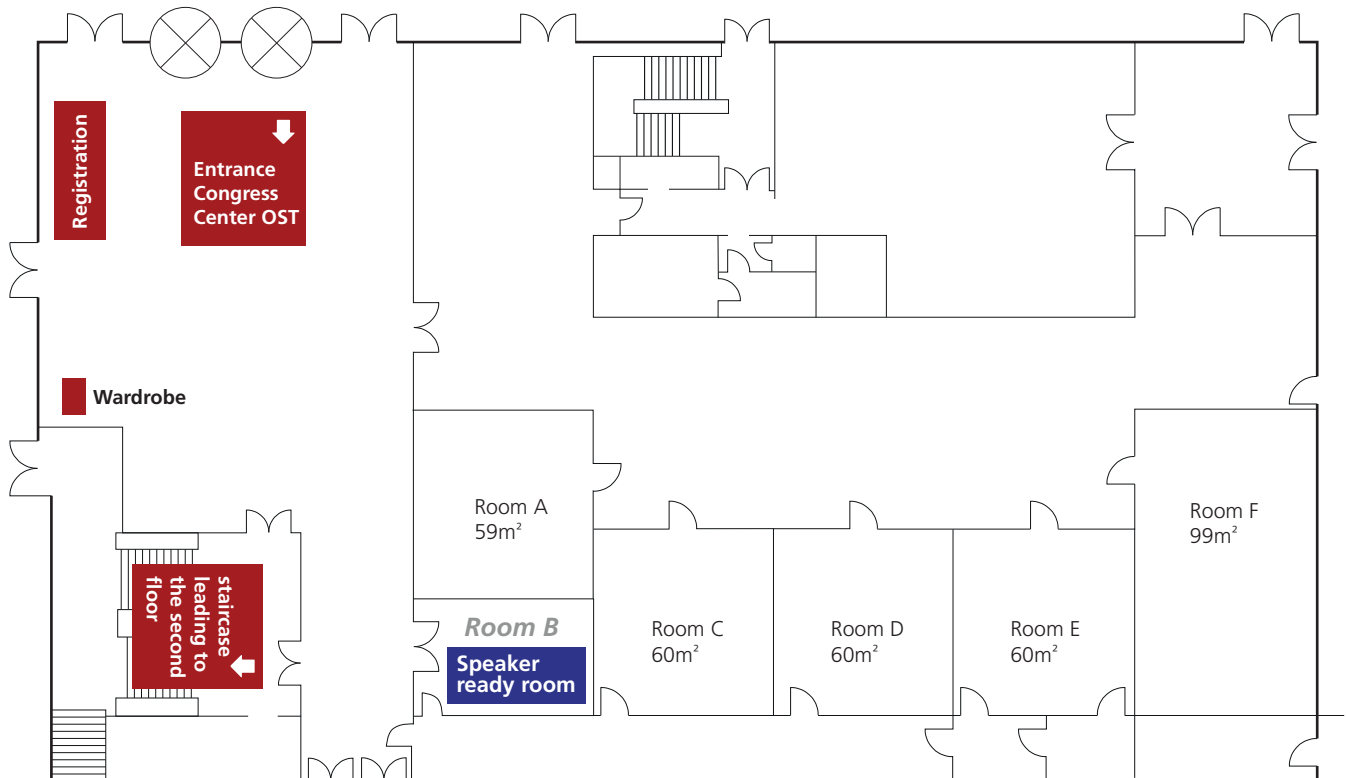 Registration
Entrance
Congress
Center OST
Wardrobe
Room A
59m²
Room F
99m²
staircase
leading to
the second
floor
Room B
Speaker
ready room
Room C
60m²
Room D
60m²
Room E
60m²